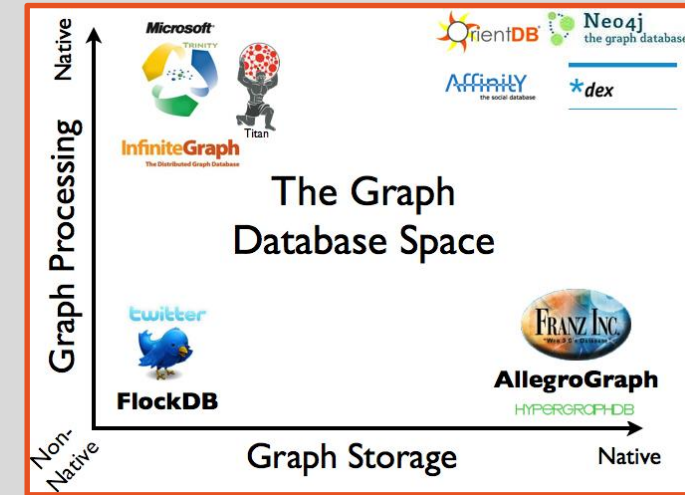 Native
Graph Processing
Microsoft
TRINITY
Titan
InfiniteGraph
The Distributed Graph Database
OrientDB
Neo4j
the graph database
Affinity
the social database
*dex
The Graph
Database Space
twitter
FlockDB
FRANZ INC.
AllegroGraph
HYPERGRAPHDB
Non-
Native
Graph Storage
Native